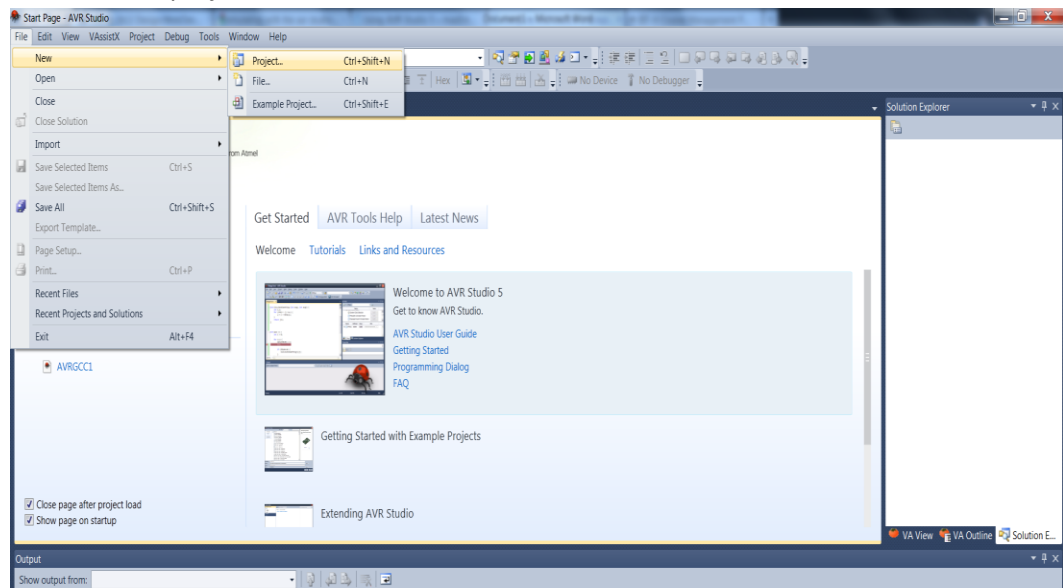 Start Page - AVR Studio
File Edit View VAssistX Project Debug Tools Window Help
New
Project... Ctrl+Shift+N
Open
File... Ctrl+N
Hex
No Device
No Debugger
Close
Example Project... Ctrl+Shift+E
Solution Explorer
Close Solution
Import
from Atmel
Save Selected Items Ctrl+S
Save Selected Items As...
Save All Ctrl+Shift+S
Export Template...
Get Started AVR Tools Help Latest News
Page Setup...
Welcome Tutorials Links and Resources
Print... Ctrl+P
Recent Files
Welcome to AVR Studio 5
Recent Projects and Solutions
Get to know AVR Studio.
Exit Alt+F4
AVR Studio User Guide
Getting Started
AVRGCC1
Programming Dialog
FAQ
Getting Started with Example Projects
Close page after project load
Show page on startup
Extending AVR Studio
VA View VA Outline Solution E...
Output
Show output from: